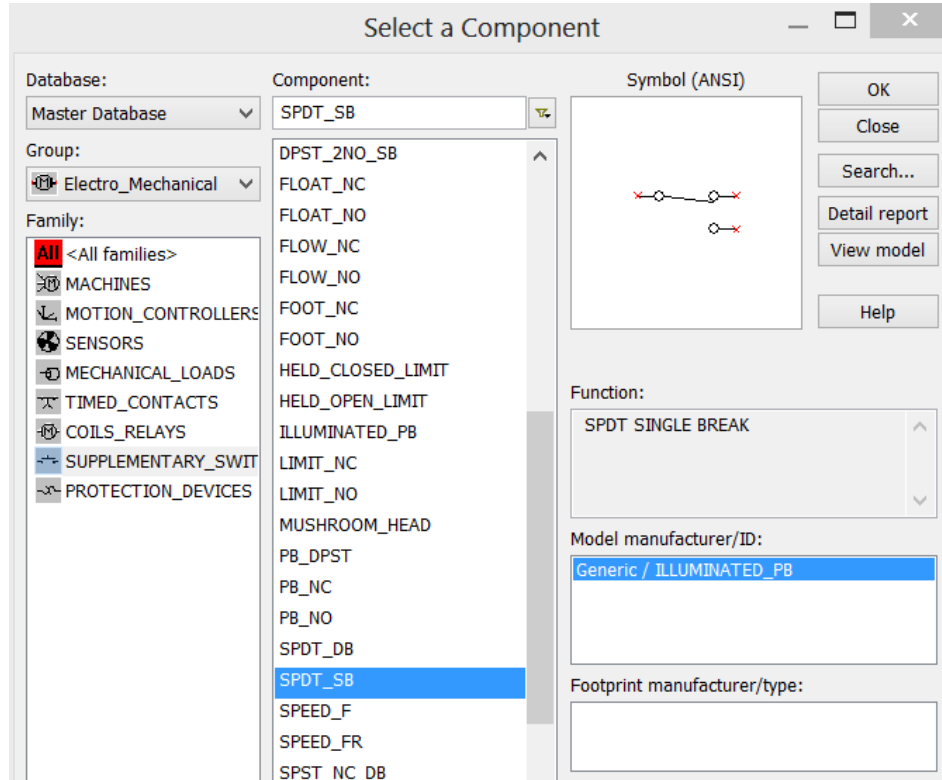 Select a Component
Database:
Master Database
Group:
Electro_Mechanical
Family:
All <All families>
MACHINES
MOTION_CONTROLLERS
SENSORS
MECHANICAL_LOADS
TIMED_CONTACTS
COILS_RELAYS
SUPPLEMENTARY_SWIT
PROTECTION_DEVICES
Component:
SPDT_SB
DPST_2NO_SB
FLOAT_NC
FLOAT_NO
FLOW_NC
FLOW_NO
FOOT_NC
FOOT_NO
HELD_CLOSED_LIMIT
HELD_OPEN_LIMIT
ILLUMINATED_PB
LIMIT_NC
LIMIT_NO
MUSHROOM_HEAD
PB_DPST
PB_NC
PB_NO
SPDT_DB
SPDT_SB
SPEED_F
SPEED_FR
SPST_NC_DB
Symbol (ANSI)
Function:
SPDT SINGLE BREAK
Model manufacturer/ID:
Generic / ILLUMINATED_PB
Footprint manufacturer/type:
OK
Close
Search...
Detail report
View model
Help